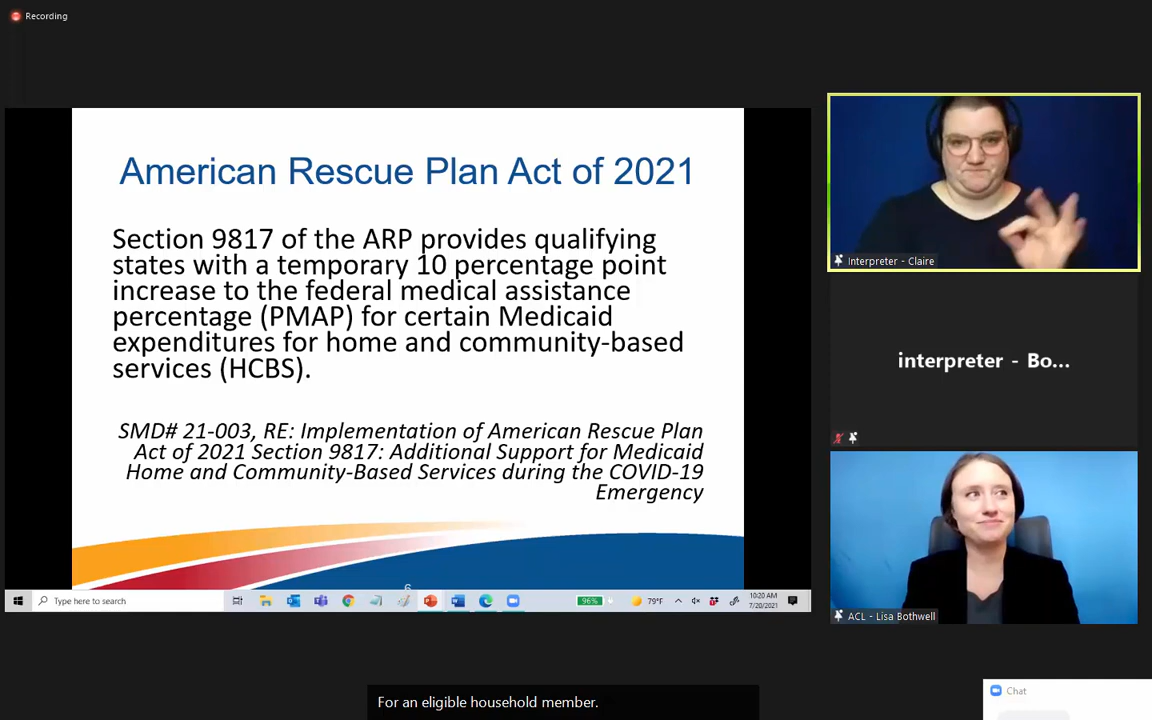 Recording
American Rescue Plan Act of 2021
Section 9817 of the ARP provides qualifying
states with a temporary 10 percentage point
increase to the federal medical assistance
percentage (PMAP) for certain Medicaid
expenditures for home and community-based
services (HCBS).
SMD# 21-003, RE: Implementation of American Rescue Plan
Act of 2021 Section 9817: Additional Support for Medicaid
Home and Community-Based Services during the COVID-19
Emergency
6
Type here to search
96%
79°F
10:20 AM
7/20/2021
Interpreter - Claire
interpreter - Bo...
ACL - Lisa Bothwell
For an eligible household member.
Chat